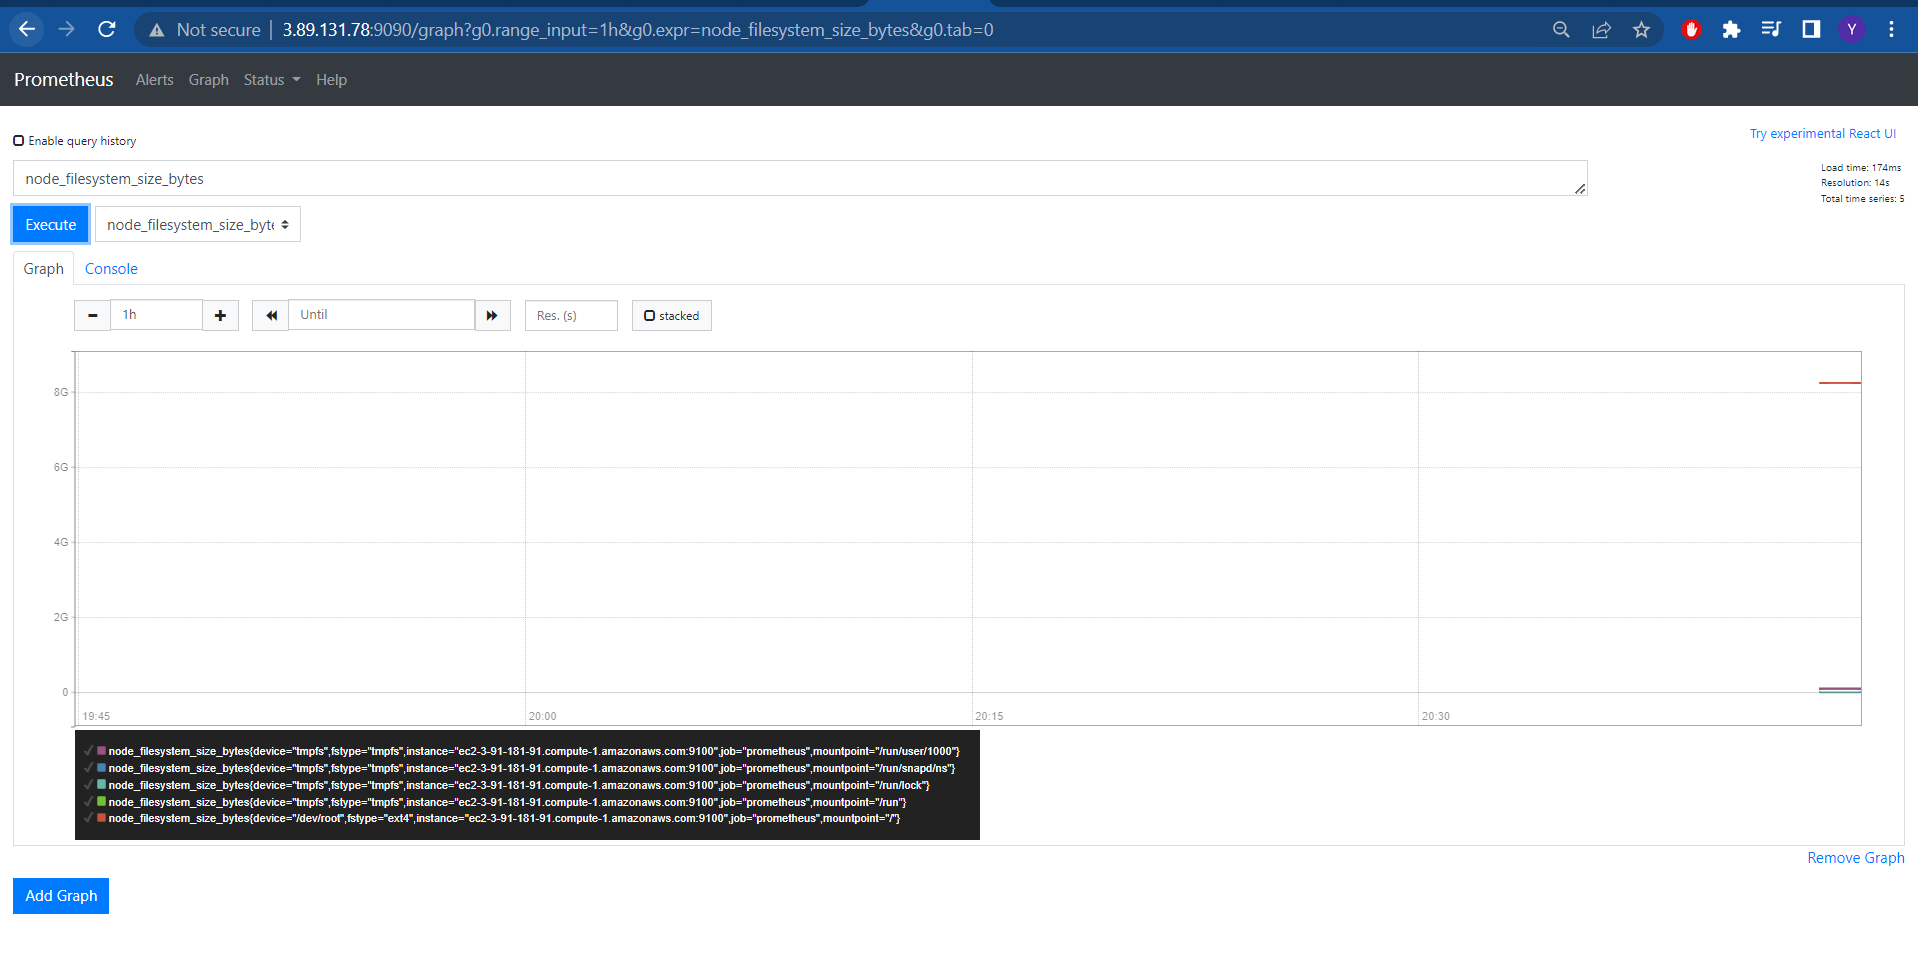 Not secure | 3.89.131.78:9090/graph?g0.range_input=1h&g0.expr=node_filesystem_size_bytes&g0.tab=0
Y
Prometheus Alerts Graph Status Help
Enable query history
Try experimental React UI
node_filesystem_size_bytes
Load time: 174ms
Resolution: 14s
Total time series: 5
Execute node_filesystem_size_byte
Graph Console
1h Until Res. (s) stacked
8G
6G
4G
2G
0
19:45 20:00 20:15 20:30
node_filesystem_size_bytes{device="tmpfs",fstype="tmpfs",instance="ec2-3-91-181-91.compute-1.amazonaws.com:9100",job="prometheus",mountpoint="/run/user/1000"}
node_filesystem_size_bytes{device="tmpfs",fstype="tmpfs",instance="ec2-3-91-181-91.compute-1.amazonaws.com:9100",job="prometheus",mountpoint="/run/snapd/ns"}
node_filesystem_size_bytes{device="tmpfs",fstype="tmpfs",instance="ec2-3-91-181-91.compute-1.amazonaws.com:9100",job="prometheus",mountpoint="/run/lock"}
node_filesystem_size_bytes{device="tmpfs",fstype="tmpfs",instance="ec2-3-91-181-91.compute-1.amazonaws.com:9100",job="prometheus",mountpoint="/run"}
node_filesystem_size_bytes{device="/dev/root",fstype="ext4",instance="ec2-3-91-181-91.compute-1.amazonaws.com:9100",job="prometheus",mountpoint="/"}
Remove Graph
Add Graph